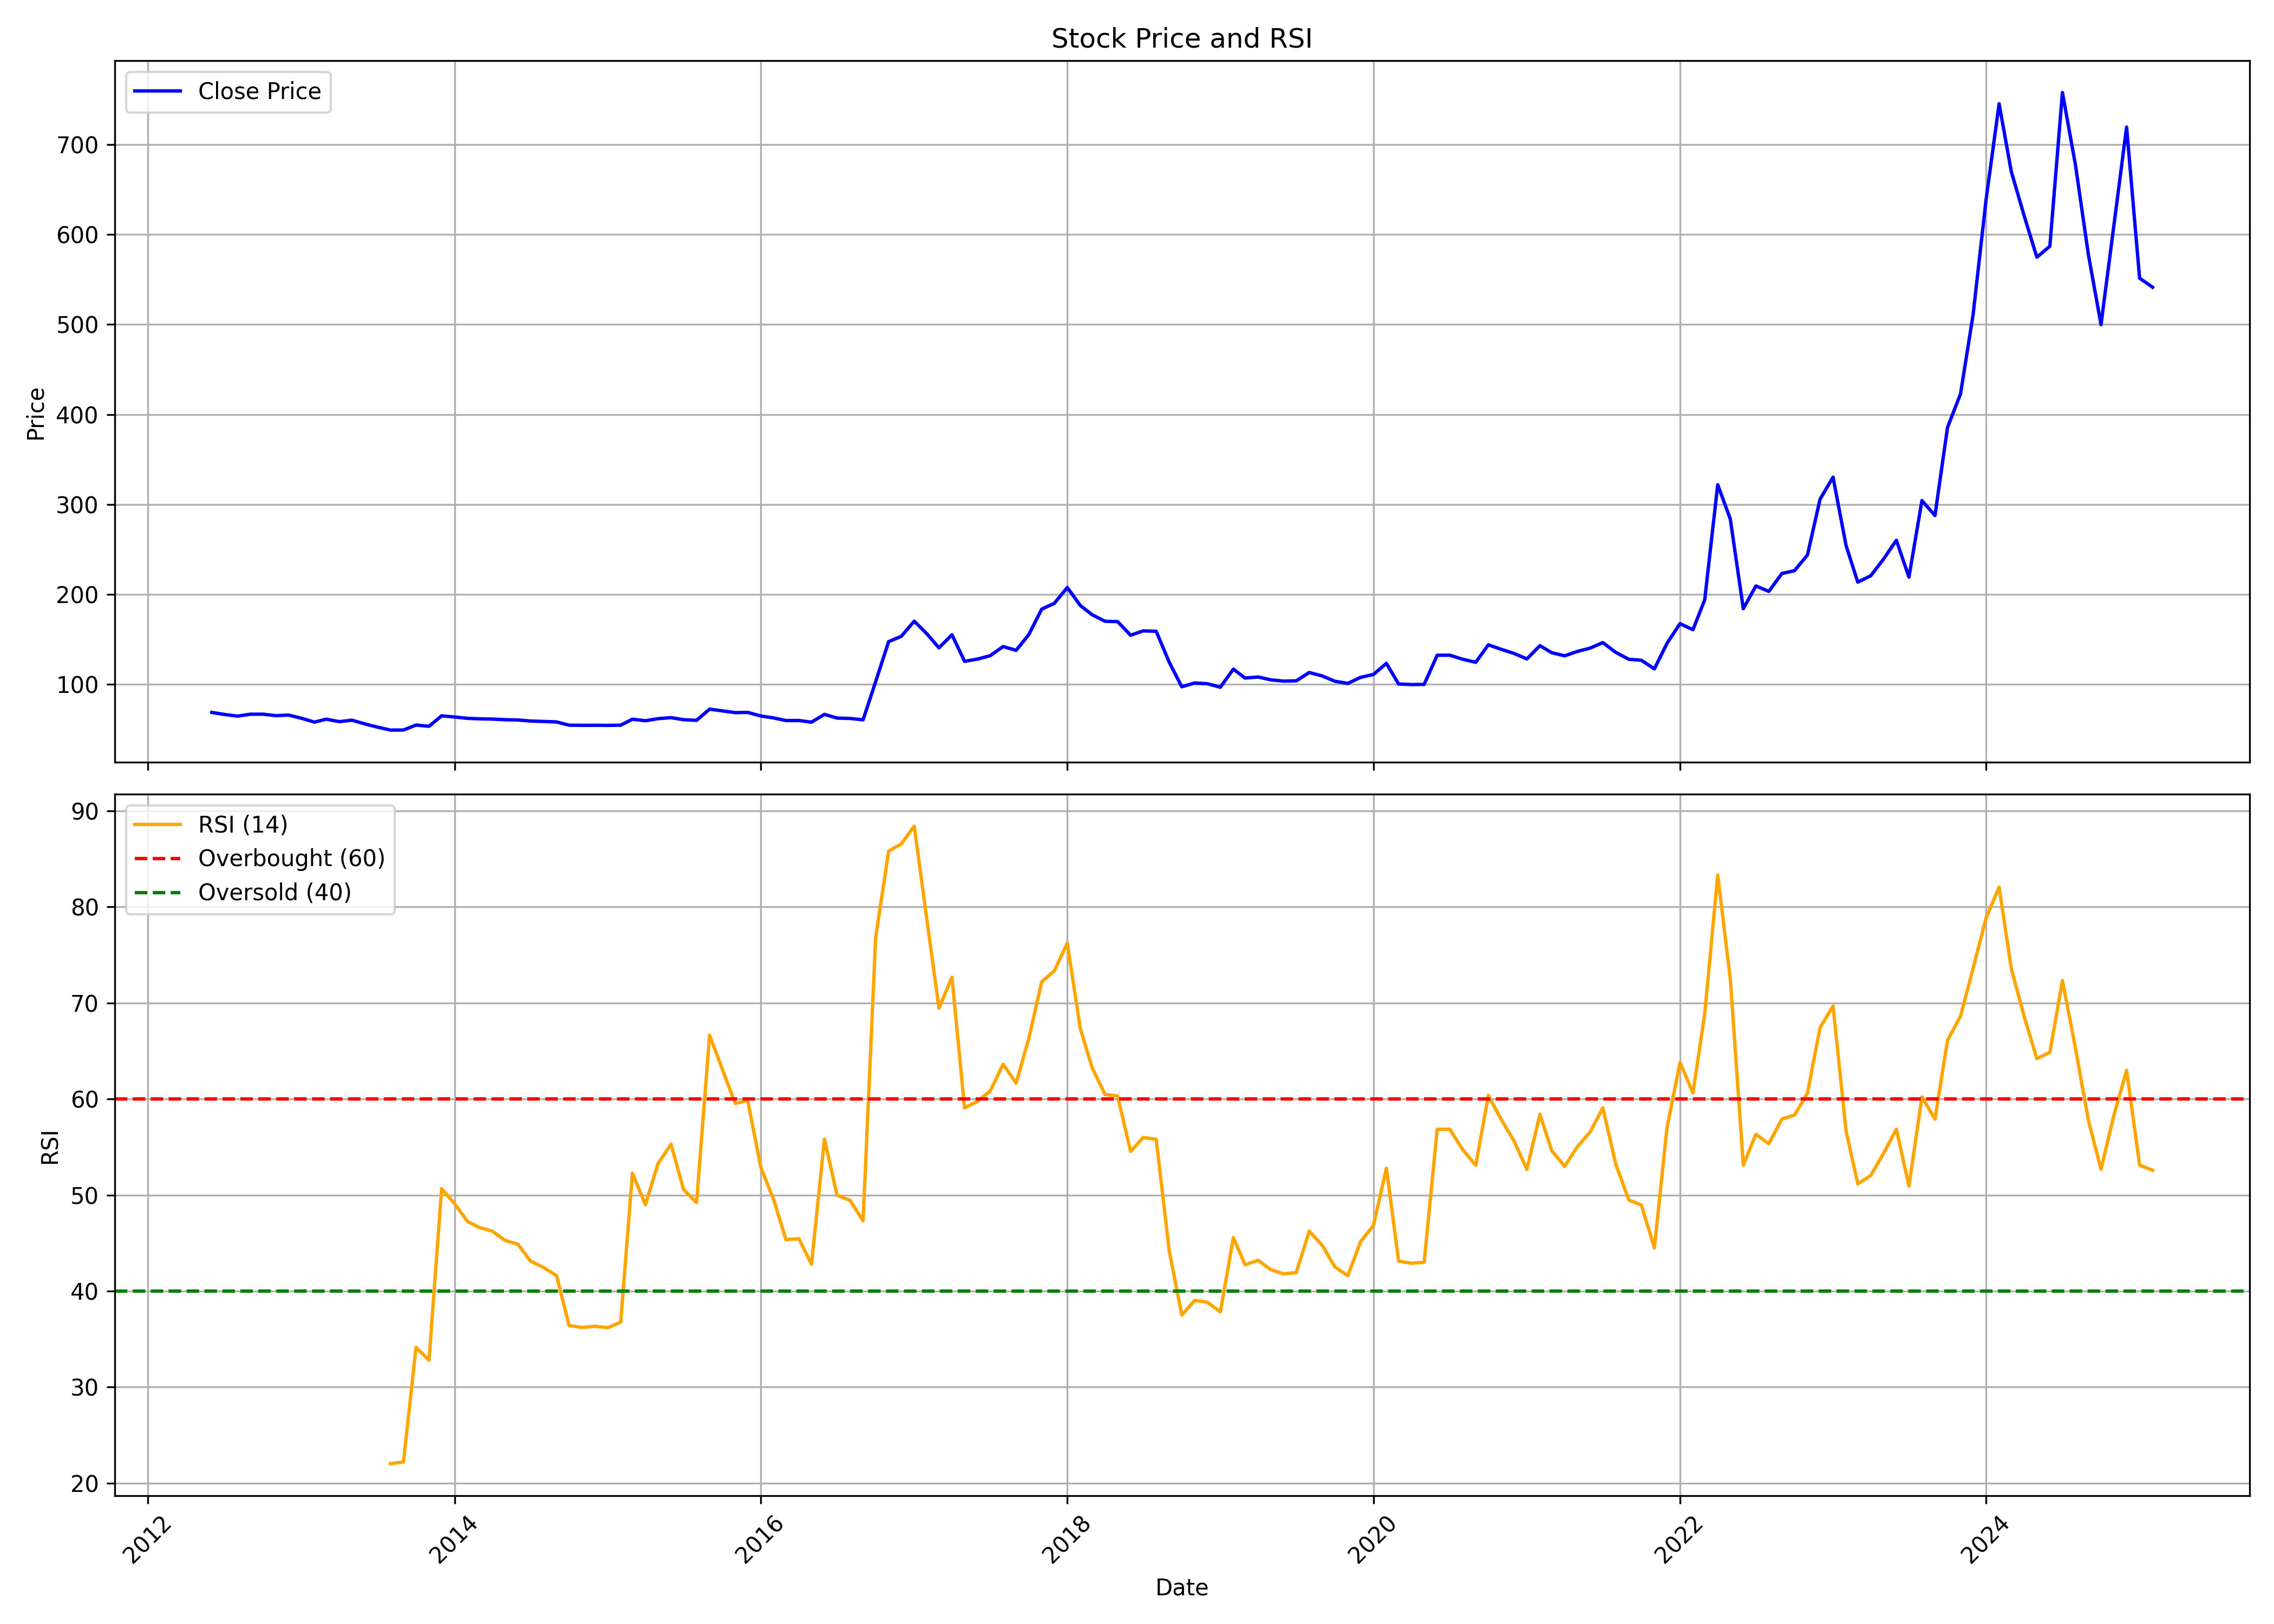 Stock Price and RSI
Close Price
700
600
500
400
300
200
100
Price
RSI (14)
Overbought (60)
Oversold (40)
90
80
70
60
50
40
30
20
RSI
2012
2014
2016
2018
2020
2022
2024
Date